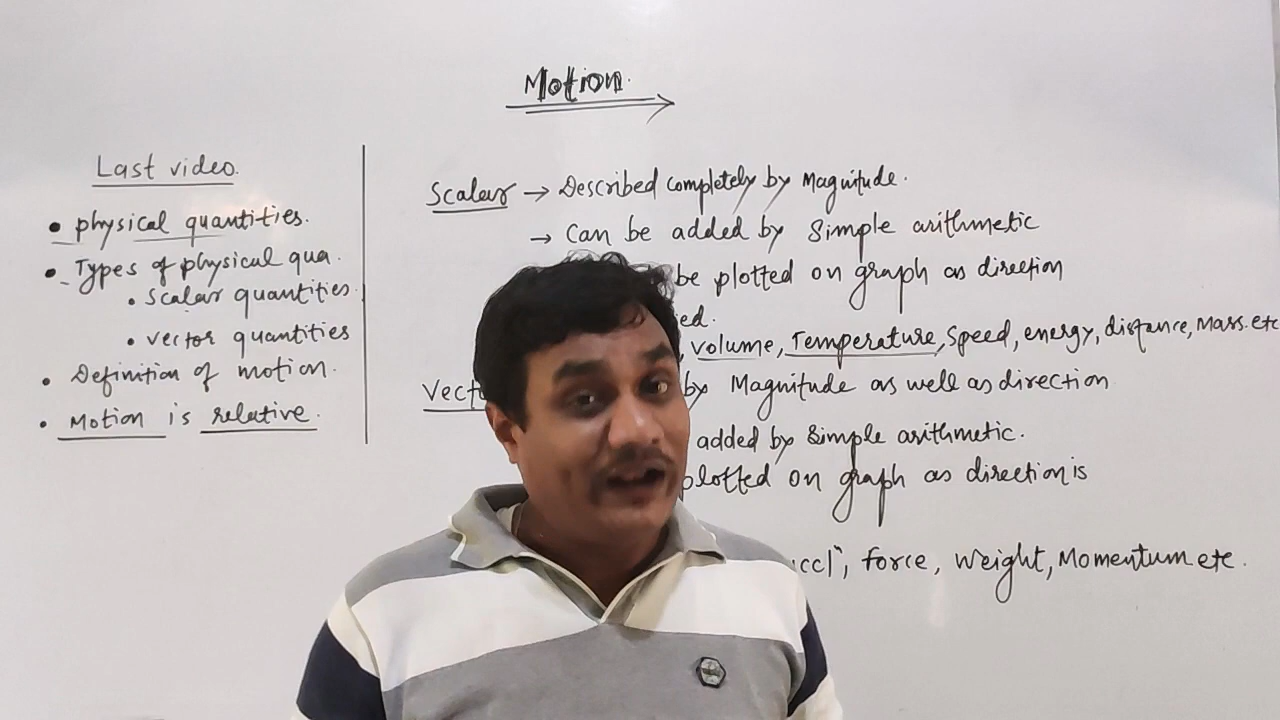 Motion.
Last video.
• physical quantities.
• Types of physical qua.
• Scalar quantities.
• vector quantities
• Definition of motion.
• Motion is relative.
Scalar → Described completely by Magnitude.
→ Can be added by Simple arithmetic
be plotted on graph as direction
, volume, Temperature, Speed, energy, distance, Mass. etc
by Magnitude as well as direction
added by Simple arithmetic.
plotted on graph as direction is
, force, Weight, Momentum etc.